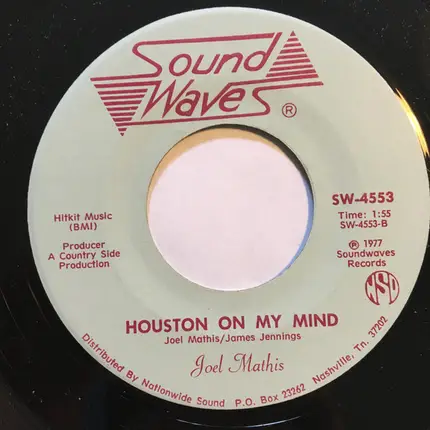 Sound
Waves ®
SW-4553
Time: 1:55
SW-4553-B
Hitkit Music
(BMI)
Producer
A Country Side
Production
℗ 1977
Soundwaves
Records
NSD
HOUSTON ON MY MIND
Joel Mathis/James Jennings
Joel Mathis
Distributed By Nationwide Sound P.O. Box 23262 Nashville, Tn. 37202